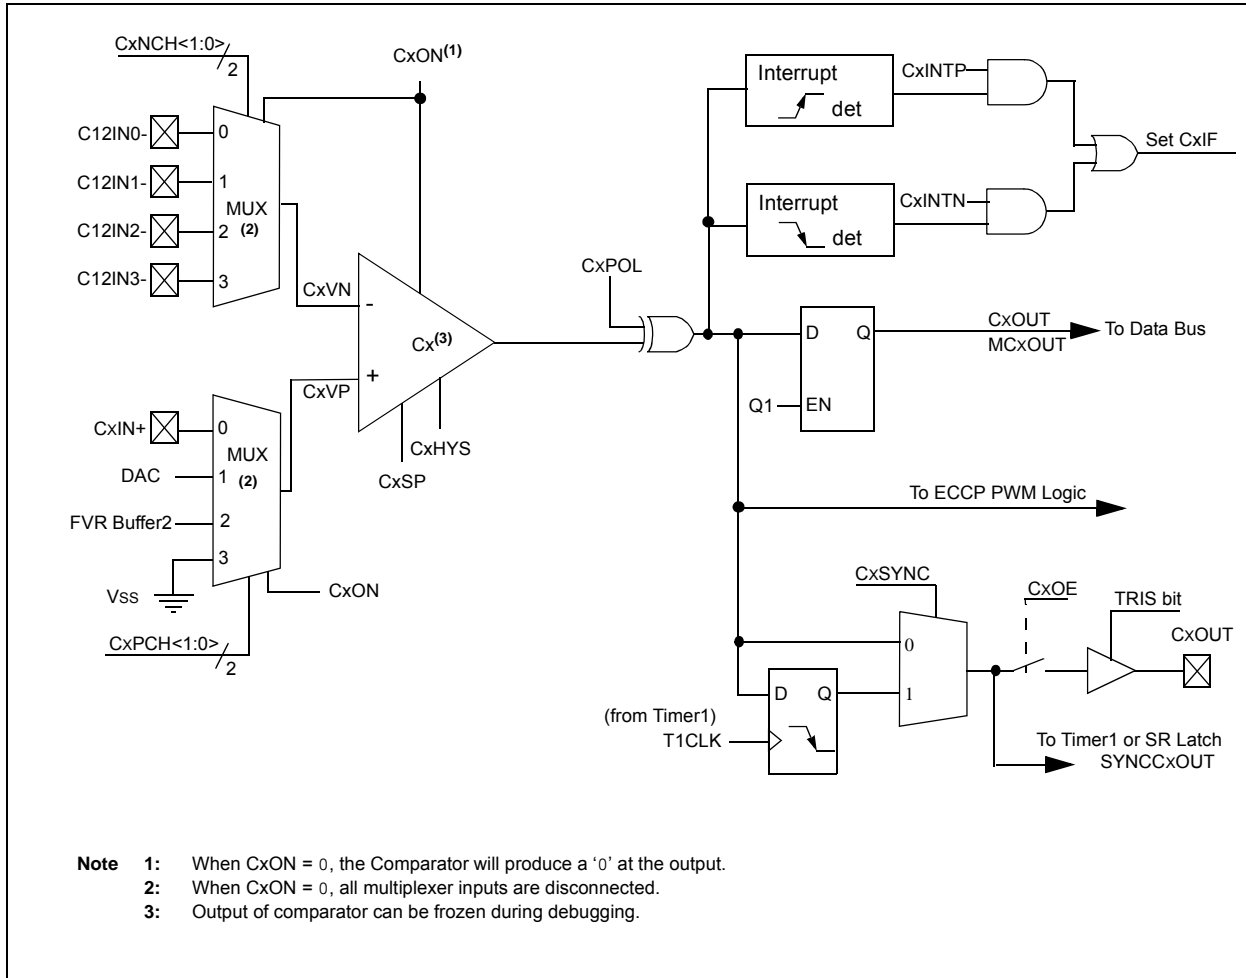 CxNCH<1:0>
2
CxON(1)
C12IN0-
0
C12IN1-
1
MUX
(2)
C12IN2-
2
C12IN3-
3
CxVN
-
Cx(3)
+
CxVP
CxHYS
CxSP
CxIN+
0
MUX
(2)
DAC
1
FVR Buffer2
2
3
Vss
CxON
CxPCH<1:0>
2
CxPOL
Interrupt
det
CxINTP
Interrupt
det
CxINTN
Set CxIF
D
Q
Q1
EN
CxOUT
MCxOUT
To Data Bus
To ECCP PWM Logic
CxSYNC
0
1
CxOE
TRIS bit
CxOUT
D
Q
(from Timer1)
T1CLK
To Timer1 or SR Latch
SYNCCxOUT
Note 1: When CxON = 0, the Comparator will produce a ‘0’ at the output.
2: When CxON = 0, all multiplexer inputs are disconnected.
3: Output of comparator can be frozen during debugging.